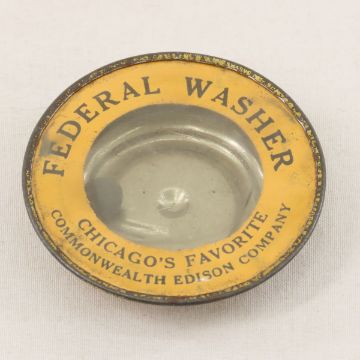 FEDERAL WASHER
CHICAGO'S FAVORITE
COMMONWEALTH EDISON COMPANY